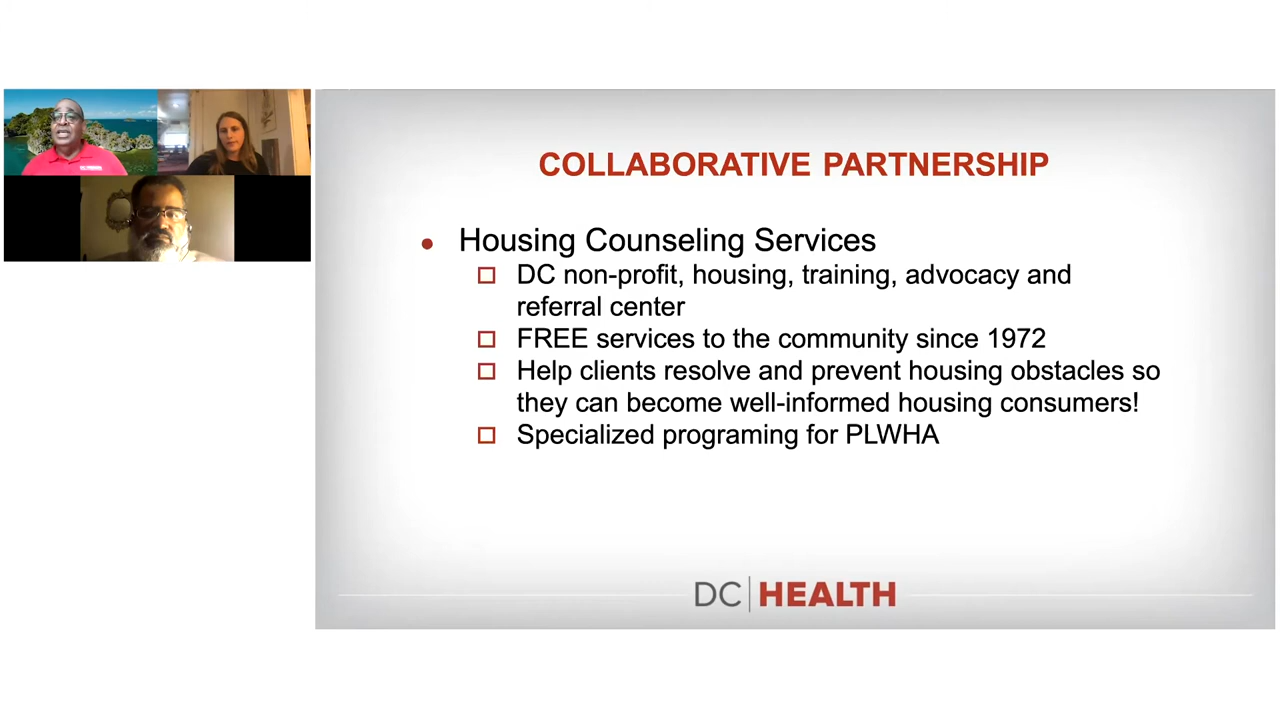 COLLABORATIVE PARTNERSHIP
Housing Counseling Services
DC non-profit, housing, training, advocacy and
referral center
FREE services to the community since 1972
Help clients resolve and prevent housing obstacles so
they can become well-informed housing consumers!
Specialized programing for PLWHA
DC HEALTH